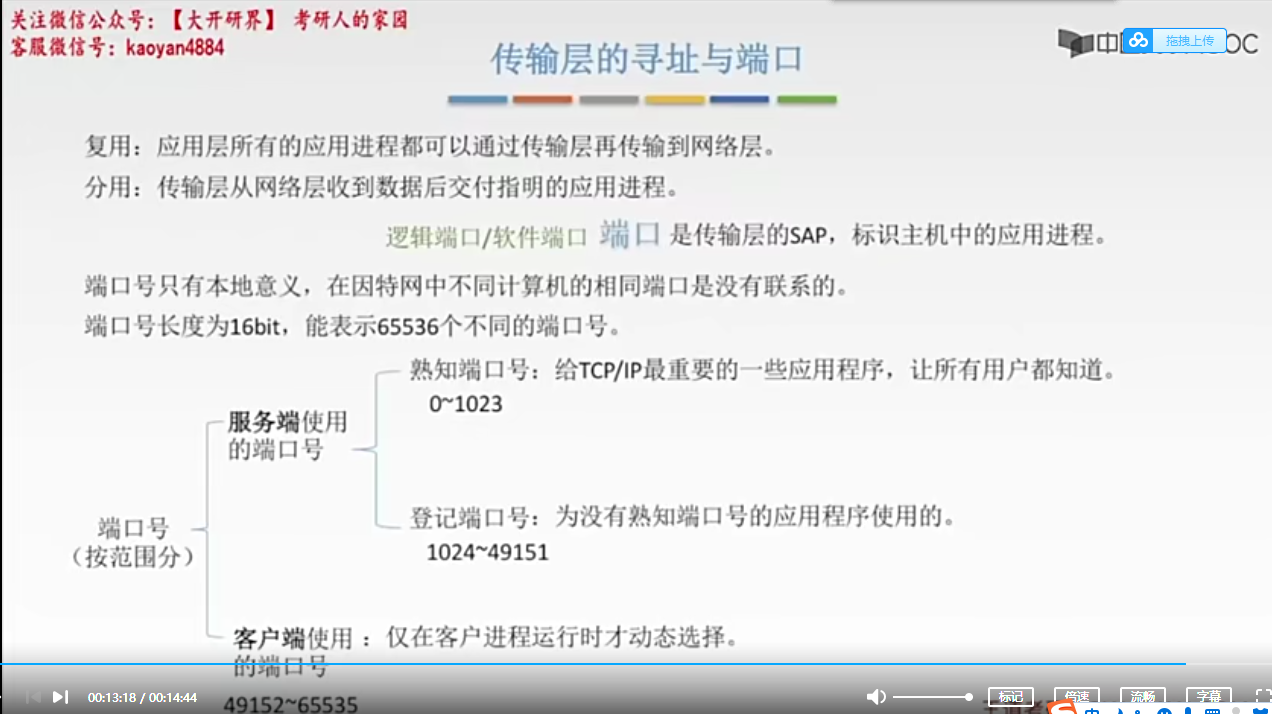 关注微信公众号：【大开研界】 考研人的家园
客服微信号：kaoyan4884
拖拽上传
传输层的寻址与端口
复用：应用层所有的应用进程都可以通过传输层再传输到网络层。
分用：传输层从网络层收到数据后交付指明的应用进程。
逻辑端口/软件端口 端口 是传输层的SAP，标识主机中的应用进程。
端口号只有本地意义，在因特网中不同计算机的相同端口是没有联系的。
端口号长度为16bit，能表示65536个不同的端口号。
熟知端口号：给TCP/IP最重要的一些应用程序，让所有用户都知道。
0~1023
服务端使用
的端口号
登记端口号：为没有熟知端口号的应用程序使用的。
1024~49151
端口号
（按范围分）
客户端使用
的端口号
：仅在客户进程运行时才动态选择。
49152~65535
00:13:18 / 00:14:44
标记
倍速
流畅
字幕